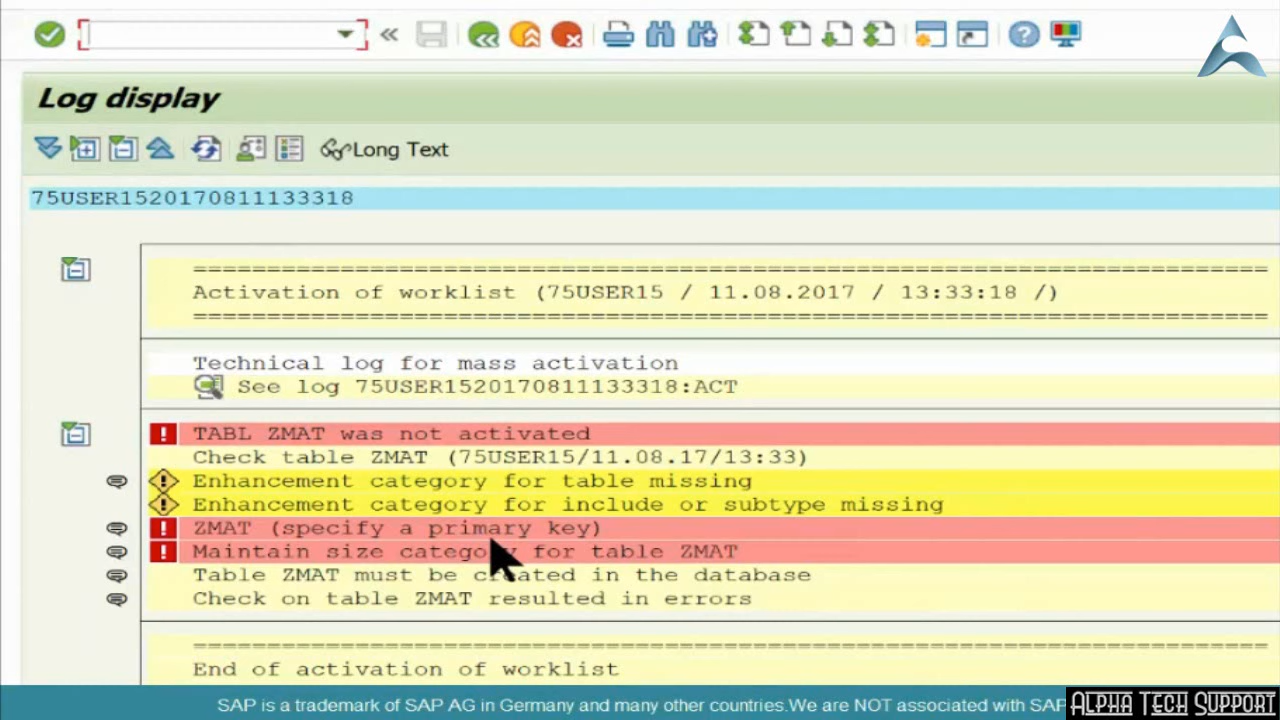 Log display
Long Text
75USER1520170811133318
================================================================================
Activation of worklist (75USER15 / 11.08.2017 / 13:33:18 /)
================================================================================
Technical log for mass activation
See log 75USER1520170811133318:ACT
TABL ZMAT was not activated
Check table ZMAT (75USER15/11.08.17/13:33)
Enhancement category for table missing
Enhancement category for include or subtype missing
ZMAT (specify a primary key)
Maintain size category for table ZMAT
Table ZMAT must be created in the database
Check on table ZMAT resulted in errors
================================================================================
End of activation of worklist
SAP is a trademark of SAP AG in Germany and many other countries.We are NOT associated with SAP
ALPHA TECH SUPPORT